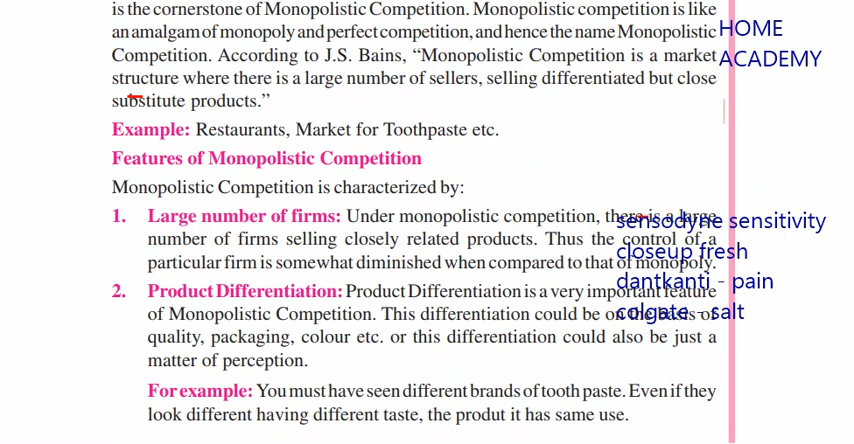 is the cornerstone of Monopolistic Competition. Monopolistic competition is like
an amalgam of monopoly and perfect competition, and hence the name Monopolistic
Competition. According to J.S. Bains, “Monopolistic Competition is a market
structure where there is a large number of sellers, selling differentiated but close
substitute products.”
HOME
ACADEMY
Example: Restaurants, Market for Toothpaste etc.
Features of Monopolistic Competition
Monopolistic Competition is characterized by:
1. Large number of firms: Under monopolistic competition, there is a large
number of firms selling closely related products. Thus the control of a
particular firm is somewhat diminished when compared to that of monopoly.
2. Product Differentiation: Product Differentiation is a very important feature
of Monopolistic Competition. This differentiation could be on the basis of
quality, packaging, colour etc. or this differentiation could also be just a
matter of perception.
sensodyne sensitivity
closeup fresh
dantkanti - pain
colgate - salt
For example: You must have seen different brands of tooth paste. Even if they
look different having different taste, the produt it has same use.